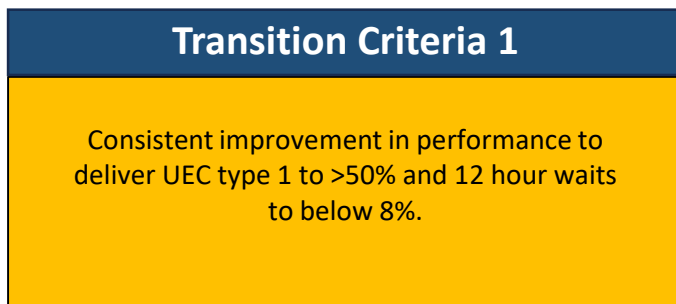 Transition Criteria 1
Consistent improvement in performance to
deliver UEC type 1 to >50% and 12 hour waits
to below 8%.